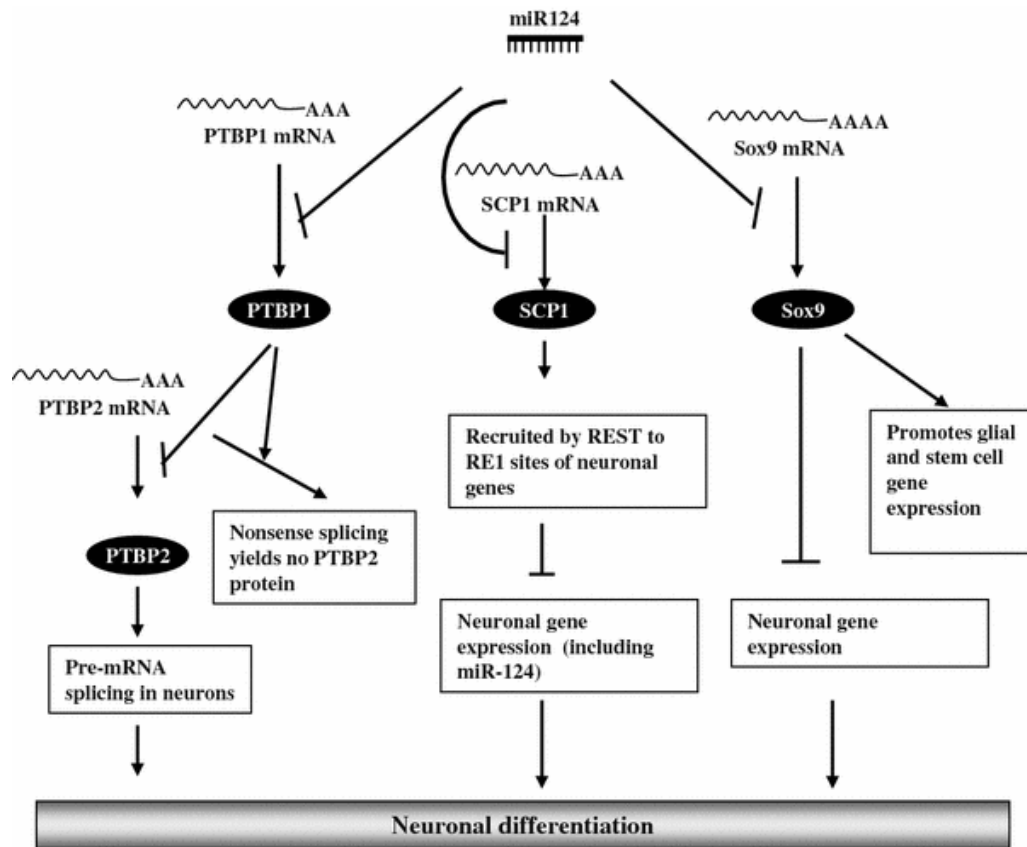 miR124
AAA
PTBP1 mRNA
AAA
SCP1 mRNA
AAAA
Sox9 mRNA
PTBP1
SCP1
Sox9
AAA
PTBP2 mRNA
Recruited by REST to
RE1 sites of neuronal
genes
Promotes glial
and stem cell
gene
expression
Nonsense splicing
yields no PTBP2
protein
PTBP2
Neuronal gene
expression (including
miR-124)
Neuronal gene
expression
Pre-mRNA
splicing in neurons
Neuronal differentiation